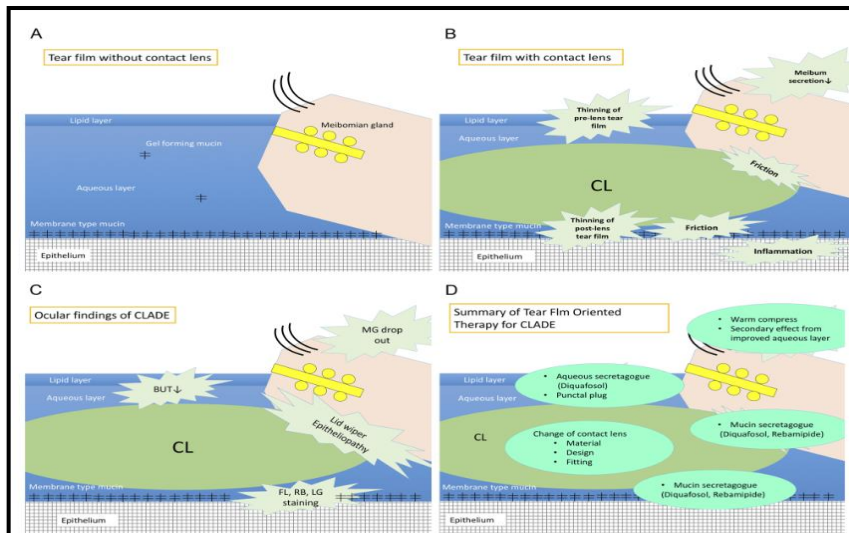 A
Tear film without contact lens
Lipid layer
Meibomian gland
Gel forming mucin
Aqueous layer
Membrane type mucin
Epithelium
B
Tear film with contact lens
Meibum
secretion↓
Thinning of
pre-lens tear
film
Lipid layer
Aqueous layer
Friction
CL
Membrane type mucin
Thinning of
post-lens tear
film
Friction
Inflammation
Epithelium
C
Ocular findings of CLADE
MG drop
out
Lipid layer
BUT↓
Aqueous layer
Lid wiper
Epitheliopathy
CL
Membrane type mucin
FL, RB, LG
staining
Epithelium
D
Summary of Tear Flm Oriented
Therapy for CLADE
• Warm compress
• Secondary effect from
improved aqueous layer
Lipid layer
• Aqueous secretagogue
(Diquafosol)
• Punctal plug
Aqueous layer
CL
Change of contact lens
• Material
• Design
• Fitting
• Mucin secretagogue
(Diquafosol, Rebamipide)
Membrane type mucin
• Mucin secretagogue
(Diquafosol, Rebamipide)
Epithelium